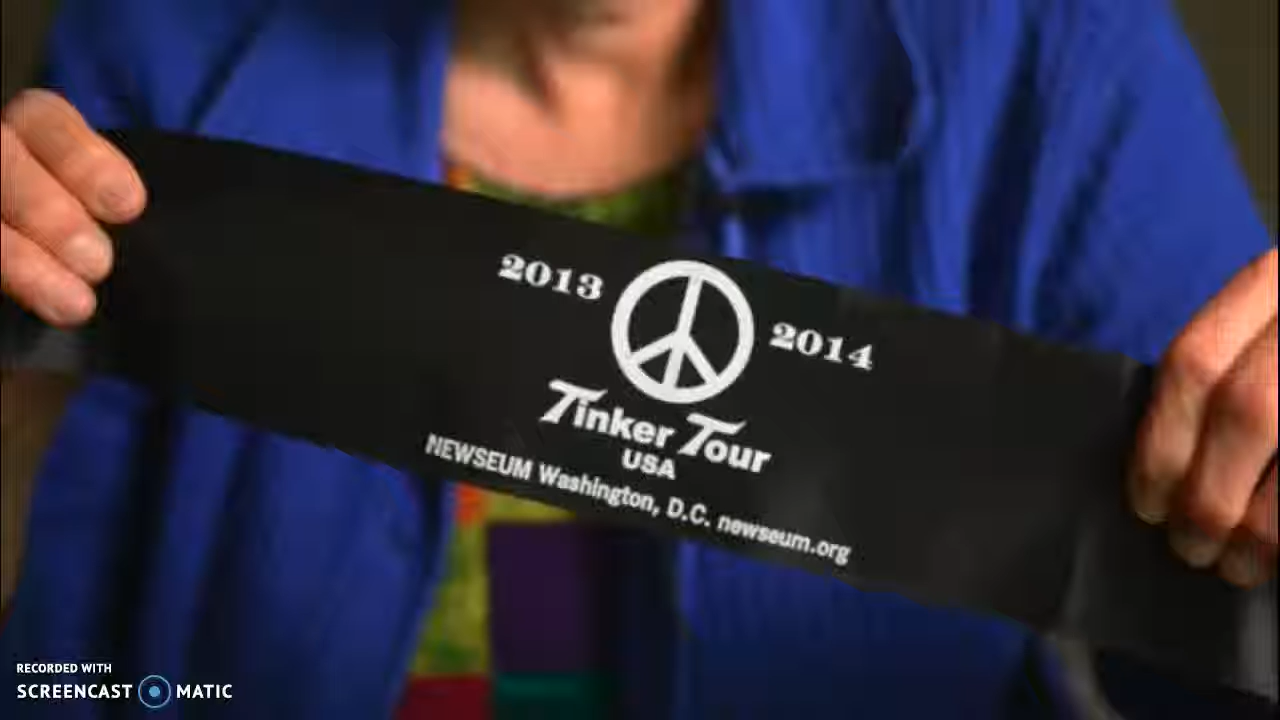 2013 2014
Tinker Tour
USA
NEWSEUM Washington, D.C. newseum.org
RECORDED WITH
SCREENCAST MATIC